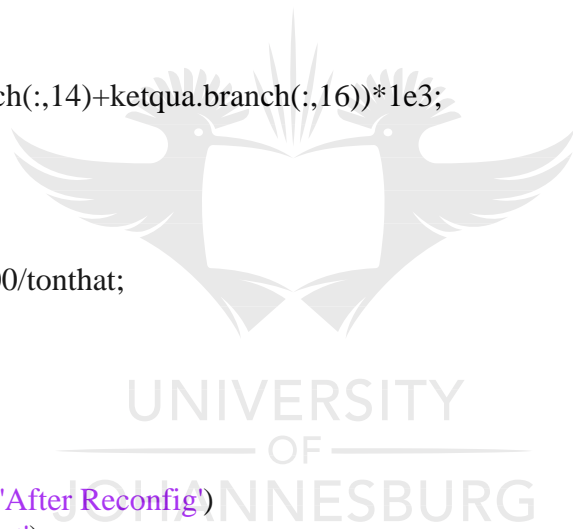 ch(:,14)+ketqua.branch(:,16))*1e3;
0/tonthat;
UNIVERSITY
OF
JOHANNESBURG
'After Reconfig')